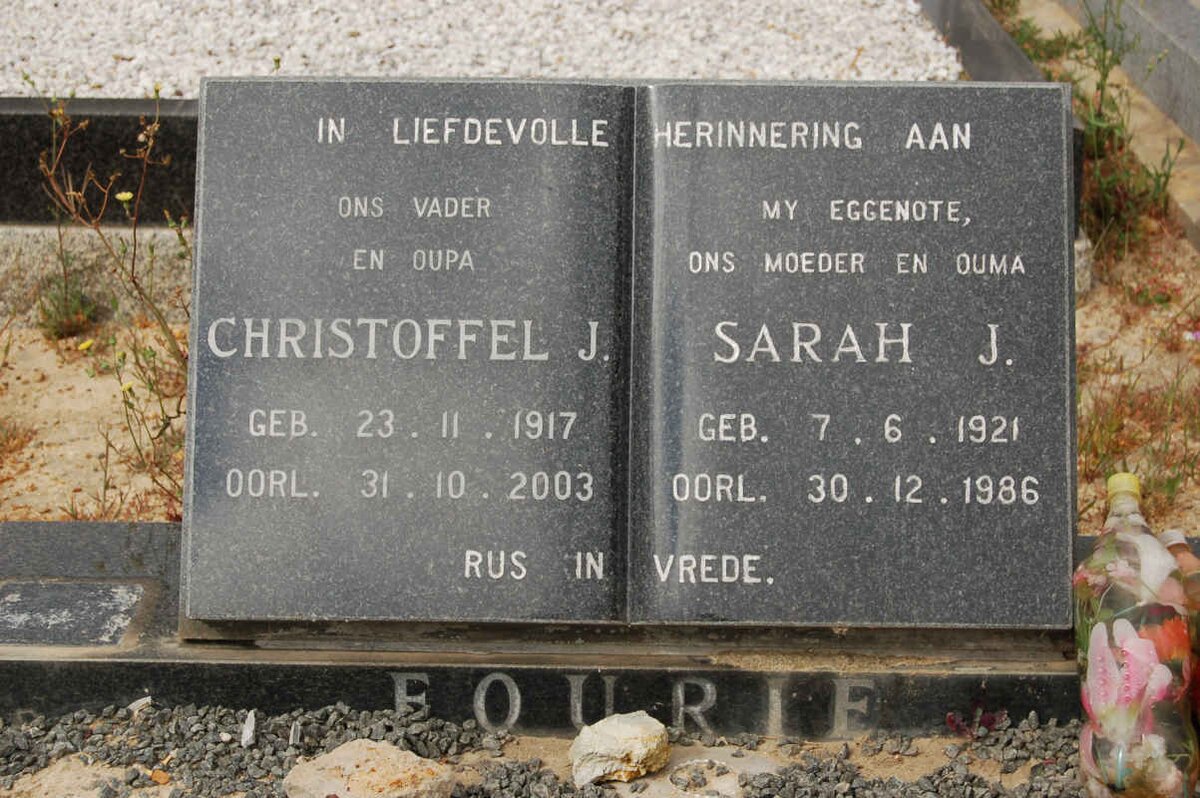 IN LIEFDEVOLLE HERINNERING AAN
ONS VADER
EN OUPA
CHRISTOFFEL J.
GEB. 23.11.1917
OORL. 31.10.2003
MY EGGENOTE,
ONS MOEDER EN OUMA
SARAH J.
GEB. 7.6.1921
OORL. 30.12.1986
RUS IN VREDE.
FOURIE